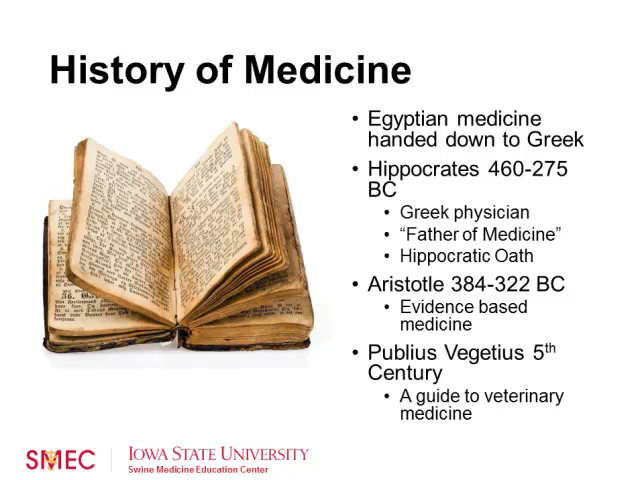 History of Medicine
• Egyptian medicine
handed down to Greek
• Hippocrates 460-275
BC
• Greek physician
• “Father of Medicine”
• Hippocratic Oath
• Aristotle 384-322 BC
• Evidence based
medicine
• Publius Vegetius 5th
Century
• A guide to veterinary
medicine
SMEC
IOWA STATE UNIVERSITY
Swine Medicine Education Center